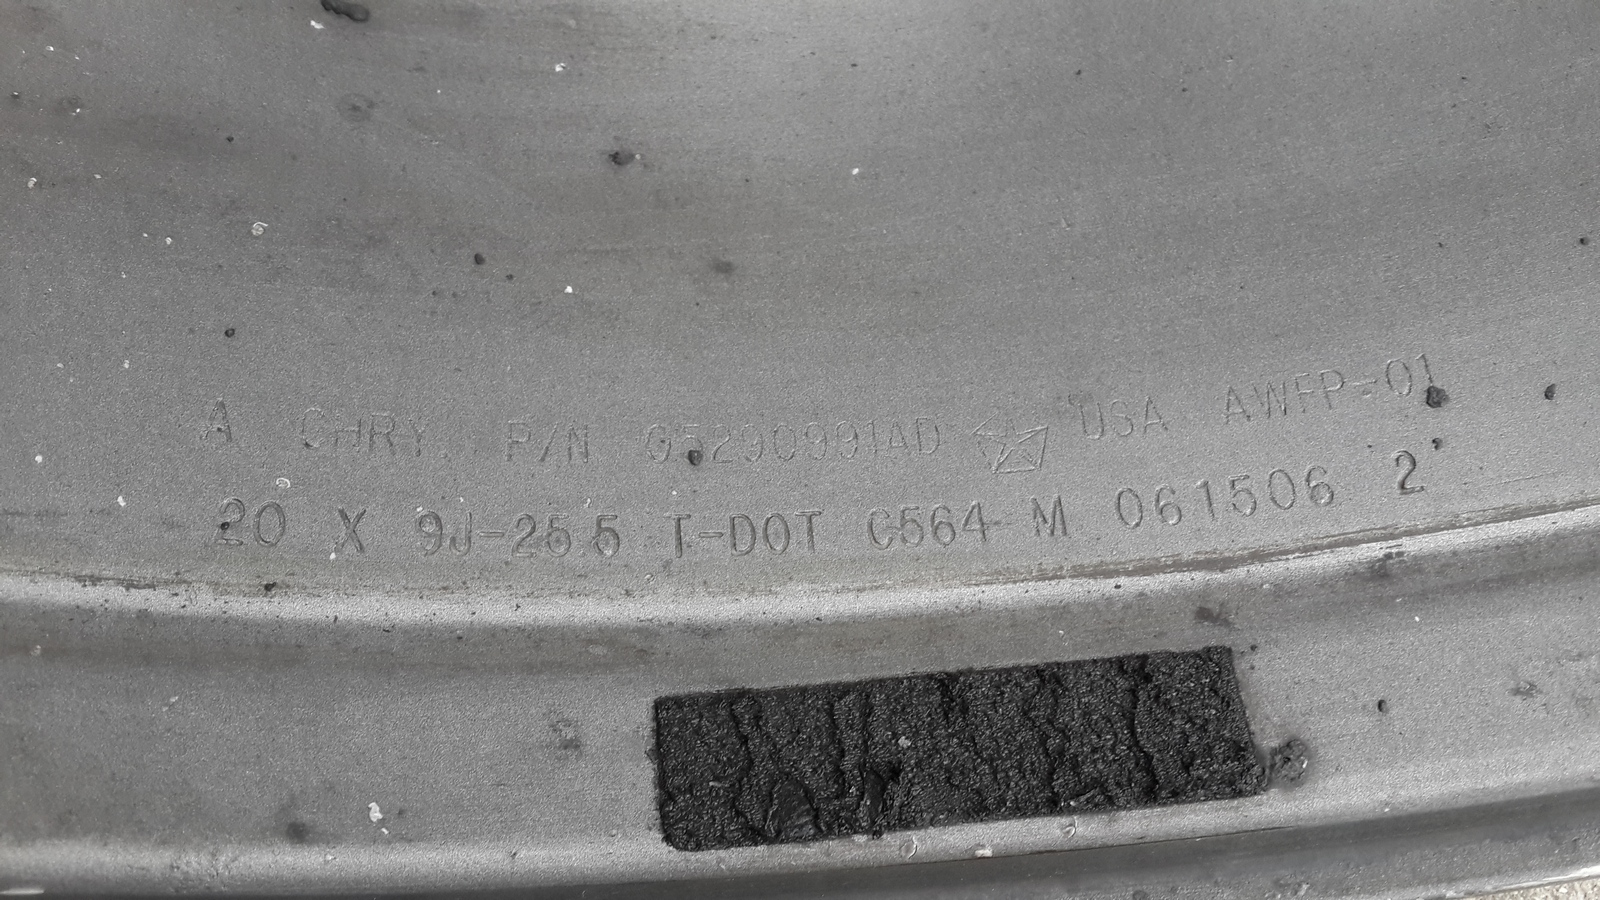 A CHRY. P/N 05290991AD USA AWFP-01
20 X 9J-25.5 T-DOT C564 M 061506 2